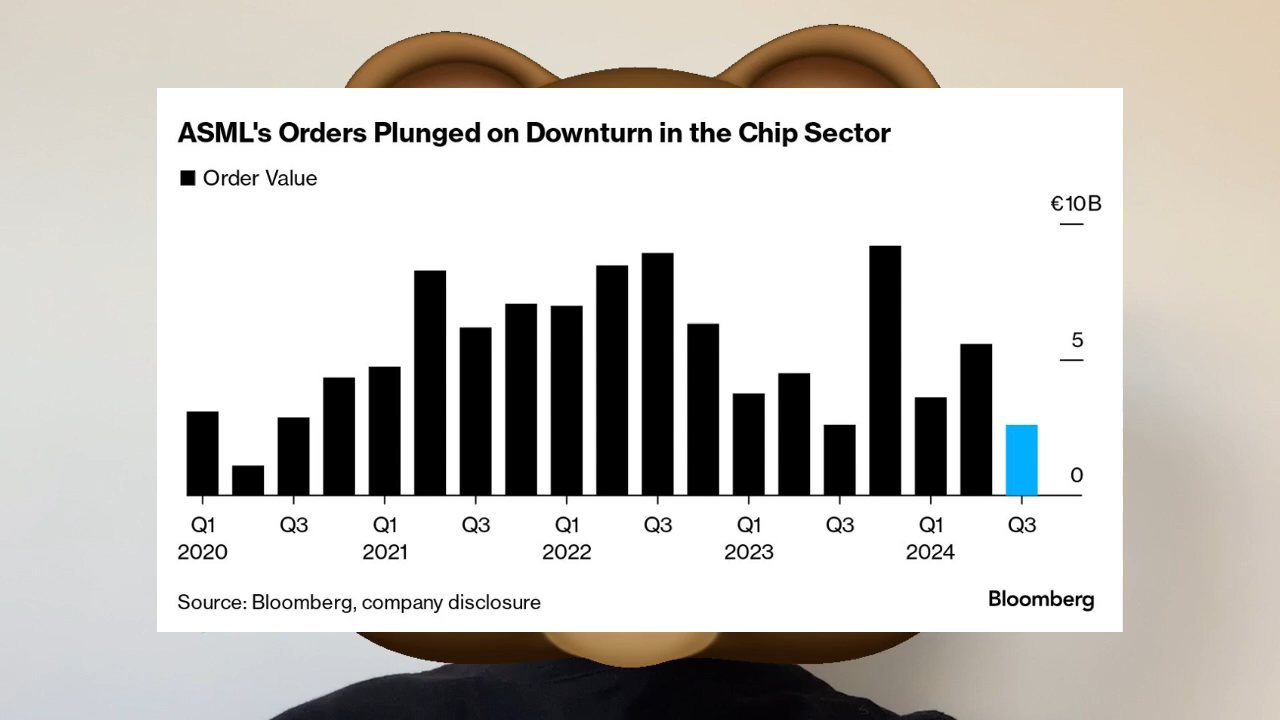 ASML's Orders Plunged on Downturn in the Chip Sector
Order Value
€10B
5
0
Q1 Q3 Q1 Q3 Q1 Q3 Q1 Q3 Q1 Q3
2020 2021 2022 2023 2024
Source: Bloomberg, company disclosure
Bloomberg